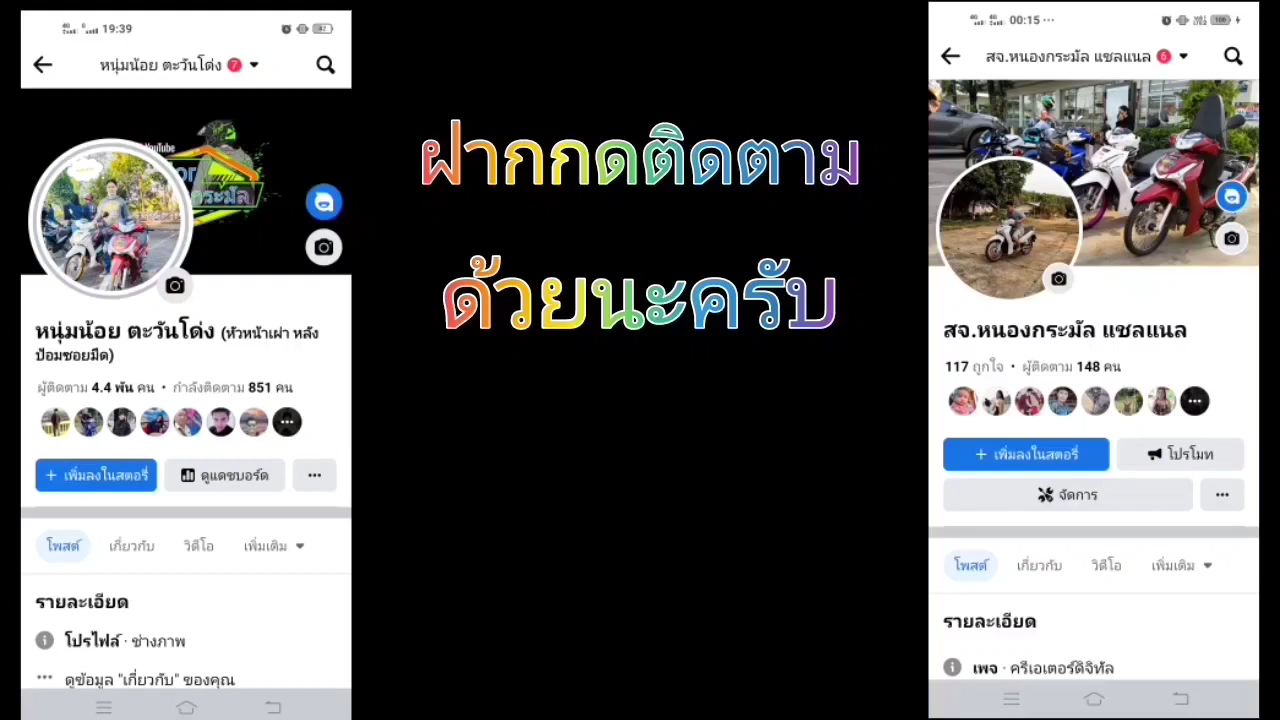 19:39
หนุ่มน้อย ตะวันโด่ง 7
YouTube
กระมัล
หนุ่มน้อย ตะวันโด่ง (หัวหน้าเผ่า หลัง
ป้อมซอยมืด)
ผู้ติดตาม 4.4 พัน คน • กำลังติดตาม 851 คน
+ เพิ่มลงในสตอรี่
ดูแดชบอร์ด
โพสต์ เกี่ยวกับ วิดีโอ เพิ่มเติม
รายละเอียด
โปรไฟล์ · ช่างภาพ
ดูข้อมูล "เกี่ยวกับ" ของคุณ
ฝากกดติดตาม
ด้วยนะครับ
00:15
สจ.หนองกระมัล แชลแนล 6
สจ.หนองกระมัล แชลแนล
117 ถูกใจ • ผู้ติดตาม 148 คน
+ เพิ่มลงในสตอรี่
โปรโมท
จัดการ
โพสต์ เกี่ยวกับ วิดีโอ เพิ่มเติม
รายละเอียด
เพจ · ครีเอเตอร์ดิจิทัล